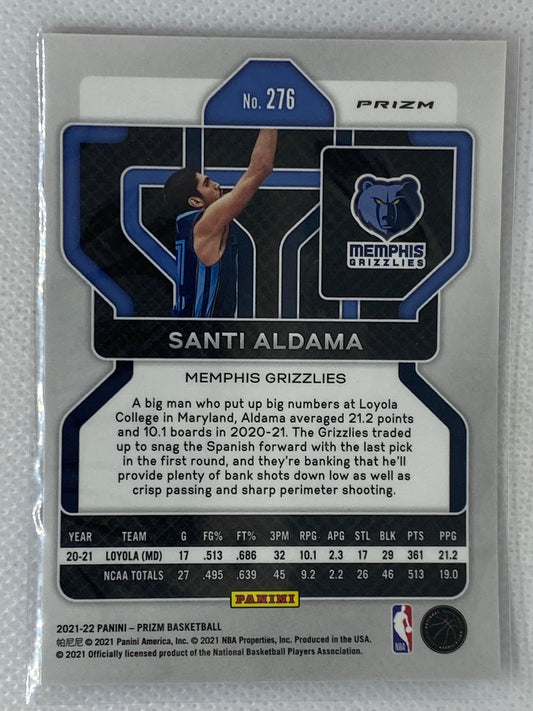 No. 276
PRIZM
MEMPHIS
GRIZZLIES
SANTI ALDAMA
MEMPHIS GRIZZLIES
A big man who put up big numbers at Loyola
College in Maryland, Aldama averaged 21.2 points
and 10.1 boards in 2020-21. The Grizzlies traded
up to snag the Spanish forward with the last pick
in the first round, and they're banking that he'll
provide plenty of bank shots down low as well as
crisp passing and sharp perimeter shooting.
YEAR TEAM G FG% FT% 3PM RPG APG STL BLK PTS PPG
20-21 LOYOLA (MD) 17 .513 .686 32 10.1 2.3 17 29 361 21.2
NCAA TOTALS 27 .495 .639 45 9.2 2.2 26 46 513 19.0
PANINI
2021-22 PANINI – PRIZM BASKETBALL
帕尼尼 © 2021 Panini America, Inc. © 2021 NBA Properties, Inc. Produced in the USA.
© 2021 Officially licensed product of the National Basketball Players Association.
NBA